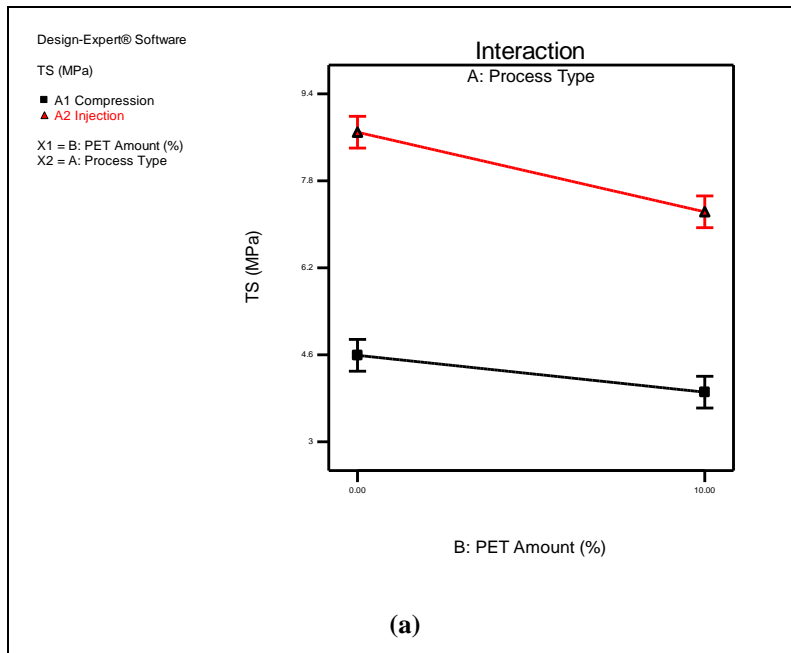 Design-Expert® Software
TS (MPa)
A1 Compression
A2 Injection
X1 = B: PET Amount (%)
X2 = A: Process Type
Interaction
A: Process Type
9.4
7.8
6.2
4.6
3
TS (MPa)
0.00
10.00
B: PET Amount (%)
(a)